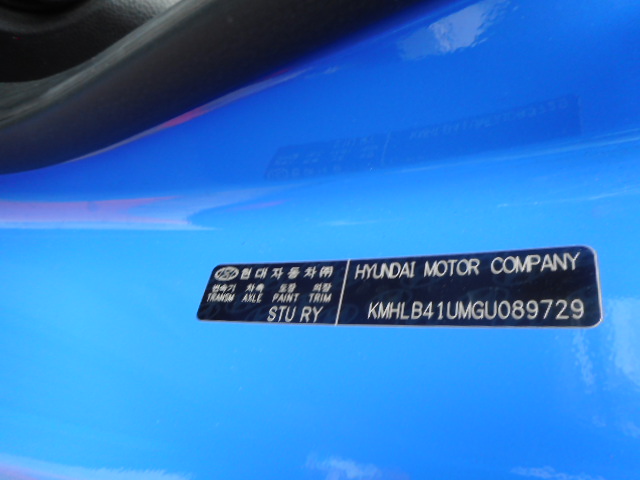 현대자동차㈜
변속기 차축 도장 의장
TRANSM AXLE PAINT TRIM
STU RY
HYUNDAI MOTOR COMPANY
KMHLB41UMGU089729